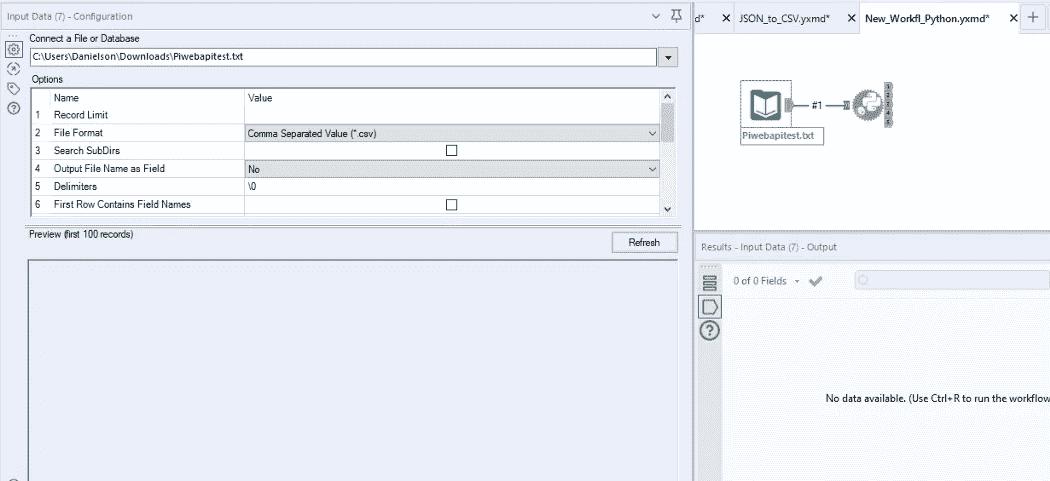 Input Data (7) - Configuration
Connect a File or Database
C:\Users\Danielson\Downloads\Piwebapitest.txt
Options
Name Value
1 Record Limit
2 File Format Comma Separated Value (*.csv)
3 Search SubDirs
4 Output File Name as Field No
5 Delimiters \0
6 First Row Contains Field Names
Preview (first 100 records)
Refresh
d* JSON_to_CSV.yxmd* New_Workfl_Python.yxmd*
#1
Piwebapitest.txt
Results - Input Data (7) - Output
0 of 0 Fields
No data available. (Use Ctrl+R to run the workflow